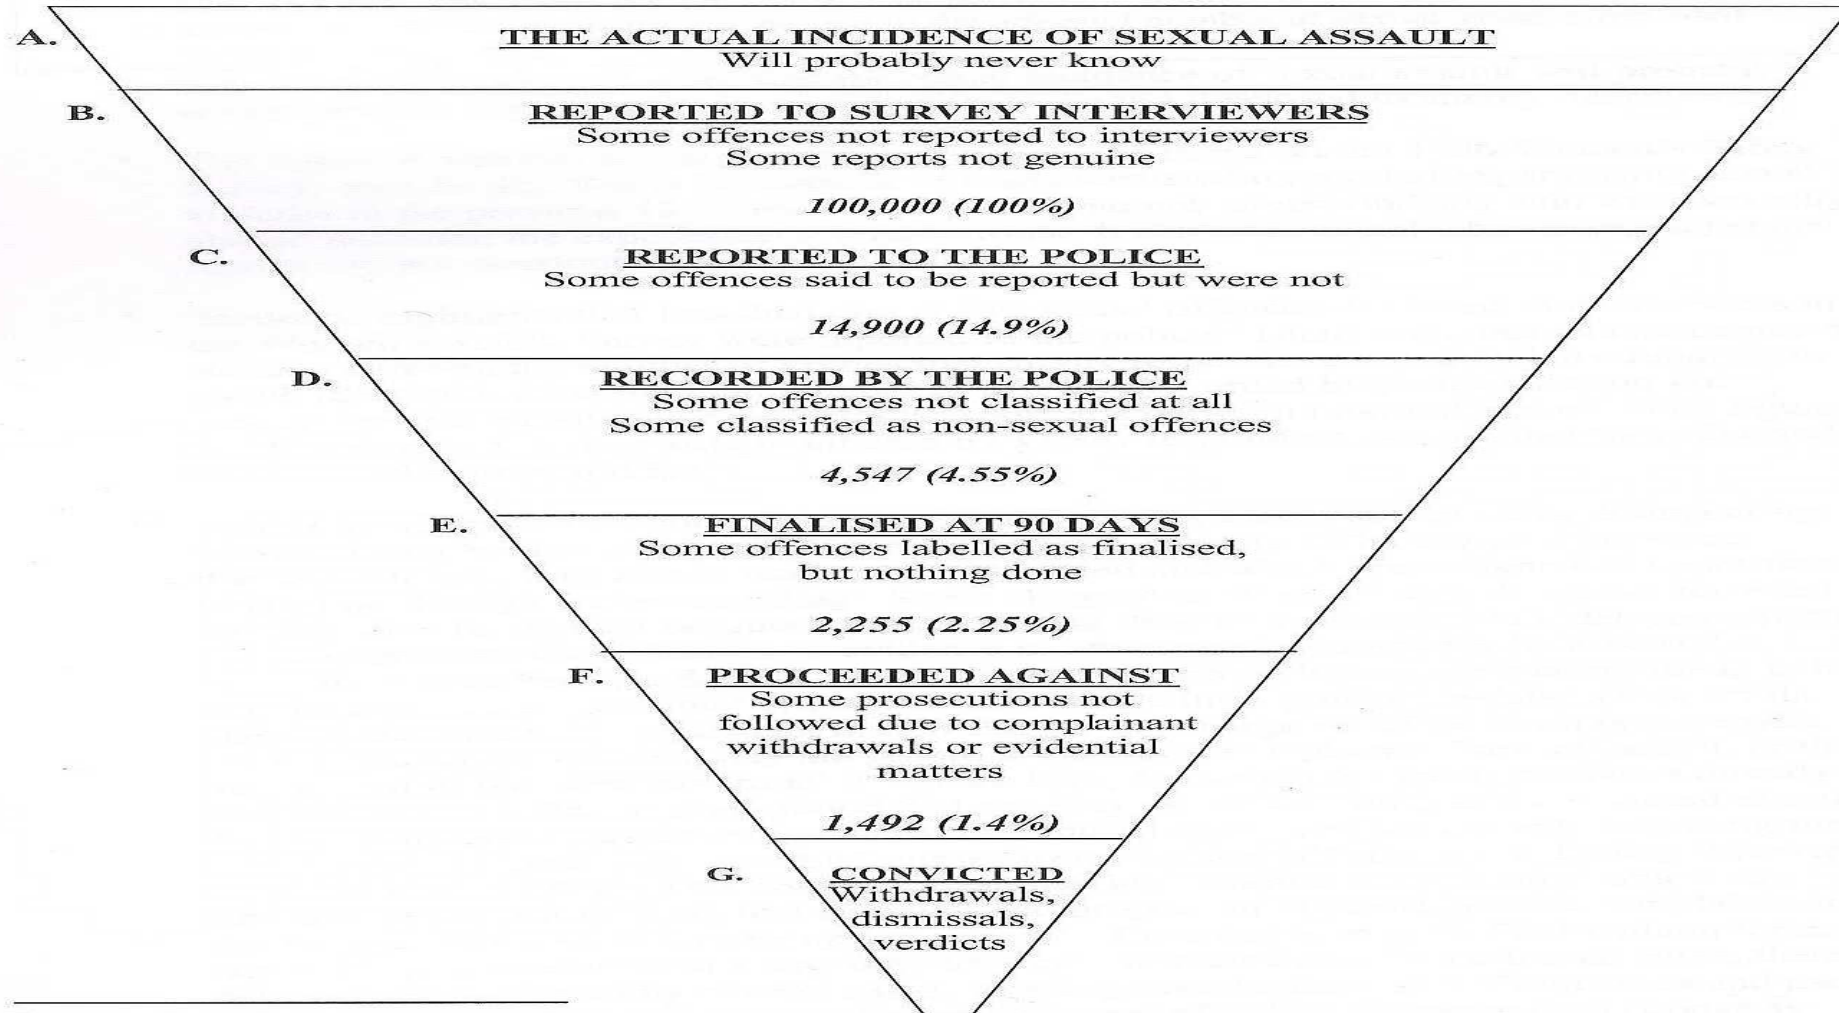 A. THE ACTUAL INCIDENCE OF SEXUAL ASSAULT
Will probably never know
B. REPORTED TO SURVEY INTERVIEWERS
Some offences not reported to interviewers
Some reports not genuine
100,000 (100%)
C. REPORTED TO THE POLICE
Some offences said to be reported but were not
14,900 (14.9%)
D. RECORDED BY THE POLICE
Some offences not classified at all
Some classified as non-sexual offences
4,547 (4.55%)
E. FINALISED AT 90 DAYS
Some offences labelled as finalised,
but nothing done
2,255 (2.25%)
F. PROCEEDED AGAINST
Some prosecutions not
followed due to complainant
withdrawals or evidential
matters
1,492 (1.4%)
G. CONVICTED
Withdrawals,
dismissals,
verdicts